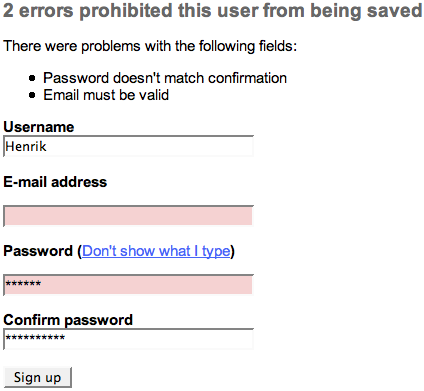 2 errors prohibited this user from being saved
There were problems with the following fields:
Password doesn't match confirmation
Email must be valid
Username
Henrik
E-mail address
Password (Don't show what I type)
******
Confirm password
**********
Sign up